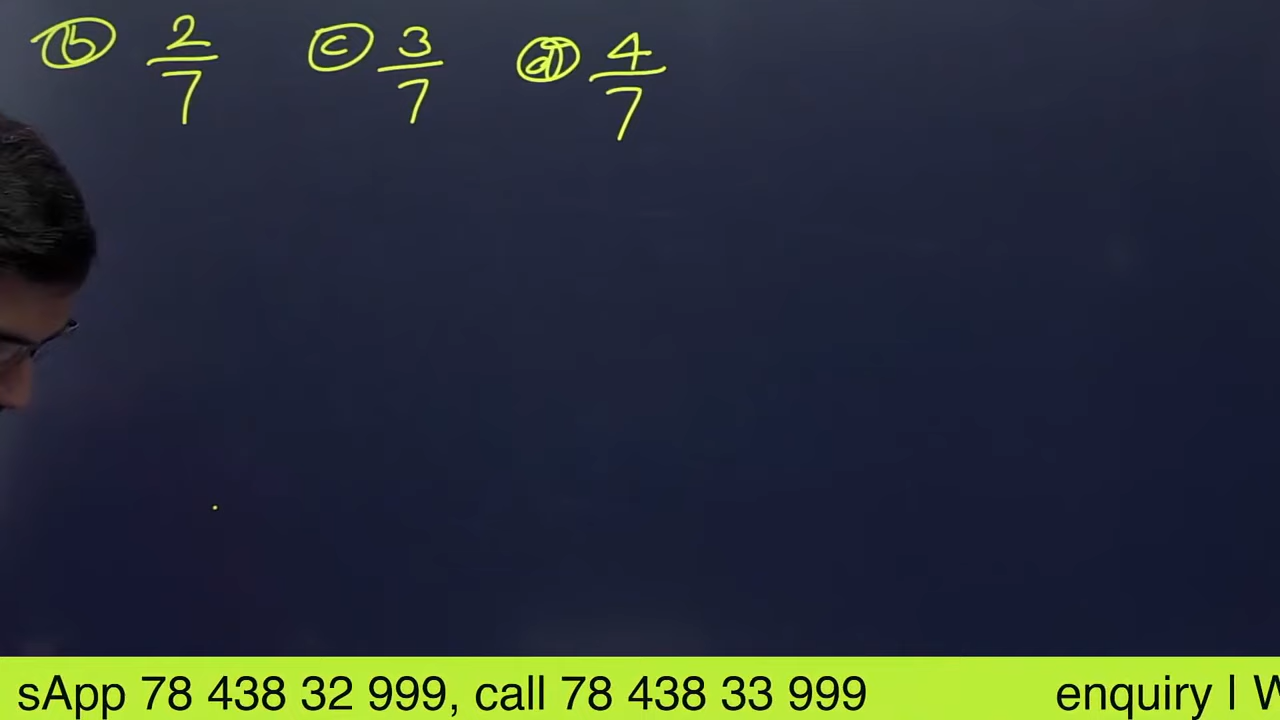 (b) 2/7 (c) 3/7 (d) 4/7
sApp 78 438 32 999, call 78 438 33 999 enquiry I W